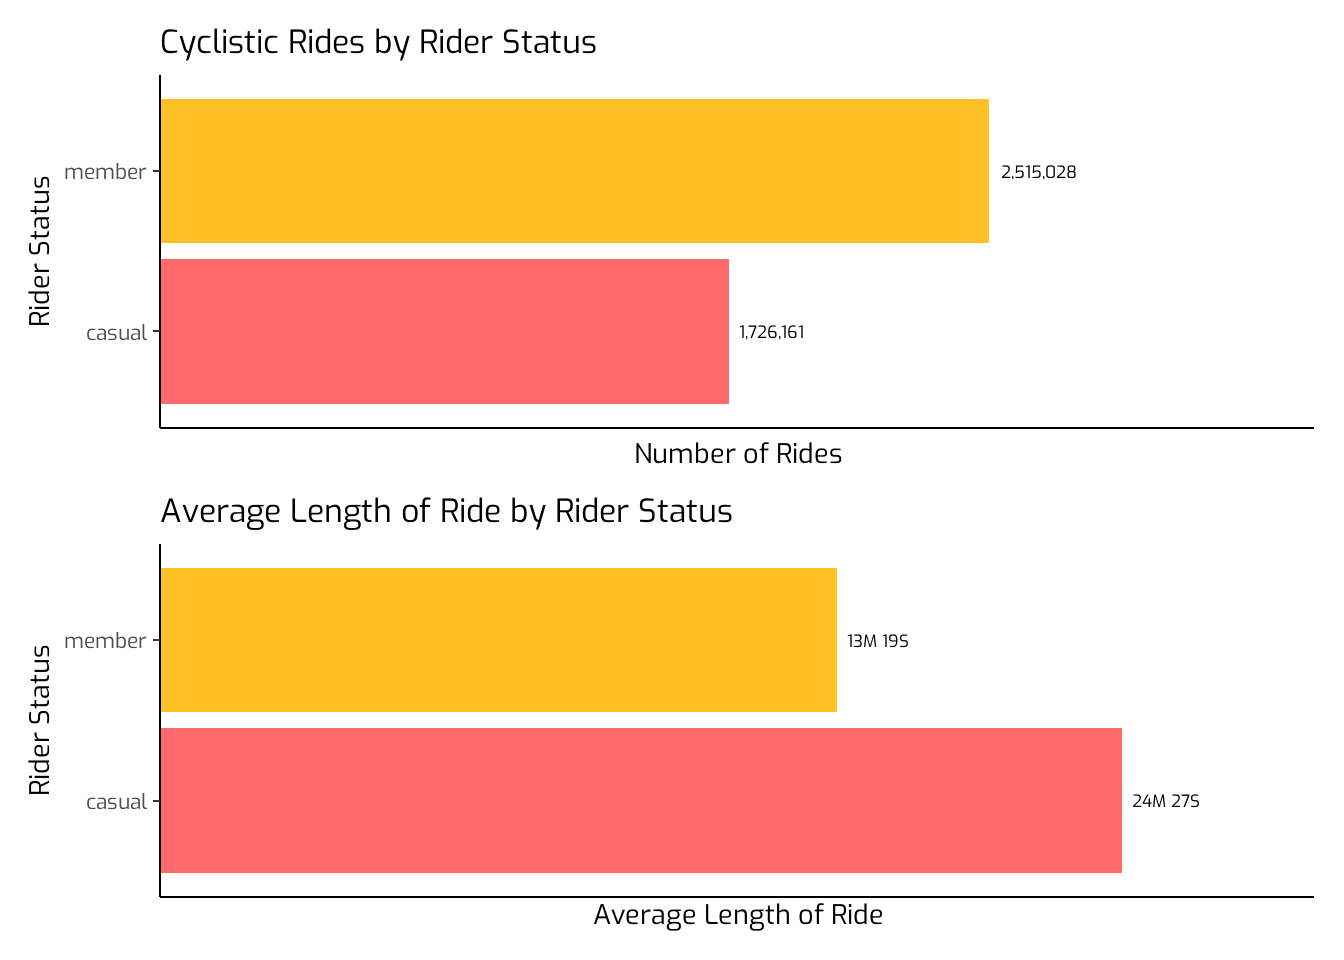 Cyclistic Rides by Rider Status
Rider Status
member
2,515,028
casual
1,726,161
Number of Rides
Average Length of Ride by Rider Status
Rider Status
member
13M 19S
casual
24M 27S
Average Length of Ride